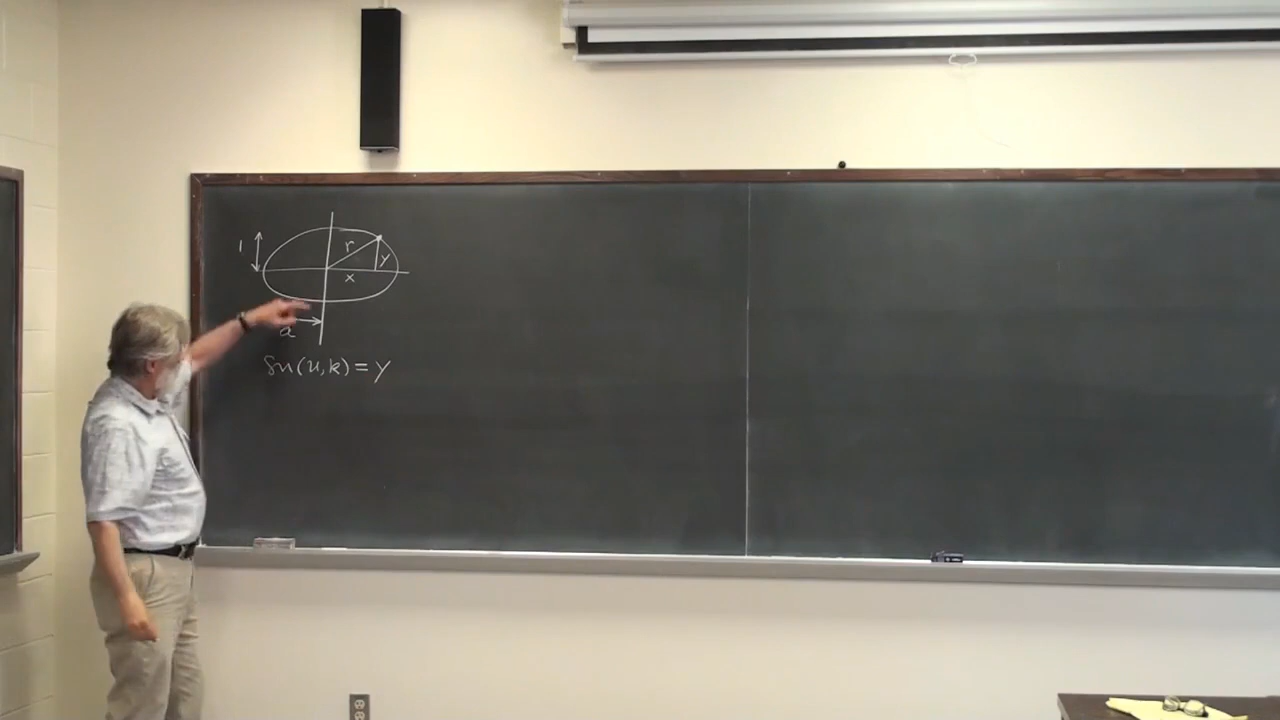 1
r
y
x
a
sn(u,k) = y